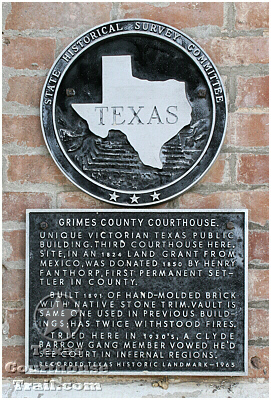 STATE HISTORICAL SURVEY COMMITTEE
TEXAS
GRIMES COUNTY COURTHOUSE.
UNIQUE VICTORIAN TEXAS PUBLIC
BUILDING. THIRD COURTHOUSE HERE.
SITE, IN AN 1824 LAND GRANT FROM
MEXICO, WAS DONATED 1850 BY HENRY
FANTHORP, FIRST PERMANENT SET-
TLER IN COUNTY.
BUILT 1891 OF HAND-MOLDED BRICK
WITH NATIVE STONE TRIM. VAULT IS
SAME ONE USED IN PREVIOUS BUILD-
INGS; HAS TWICE WITHSTOOD FIRES.
TRIED HERE IN 1930'S, A CLYDE
BARROW GANG MEMBER VOWED HE'D
SEE COURT IN INFERNAL REGIONS.
RECORDED TEXAS HISTORIC LANDMARK-1965
Courthouse
Trail.com